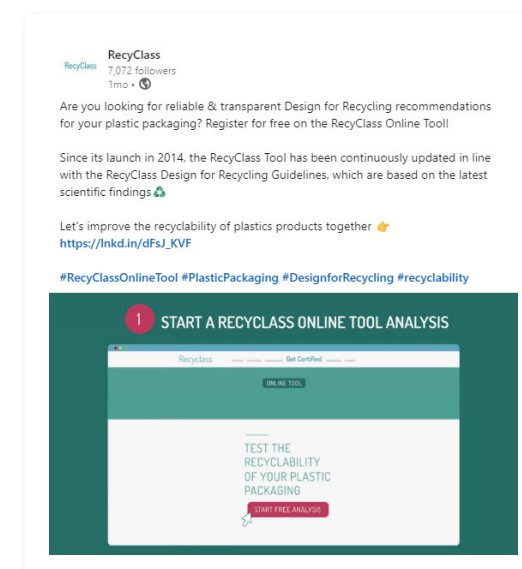 RecyClass
RecyClass
7,072 followers
1mo •
Are you looking for reliable & transparent Design for Recycling recommendations
for your plastic packaging? Register for free on the RecyClass Online Tool!
Since its launch in 2014, the RecyClass Tool has been continuously updated in line
with the RecyClass Design for Recycling Guidelines, which are based on the latest
scientific findings ♻️
Let's improve the recyclability of plastics products together 👉
https://lnkd.in/dFsJ_KVF
#RecyClassOnlineTool #PlasticPackaging #DesignforRecycling #recyclability
1 START A RECYCLASS ONLINE TOOL ANALYSIS
Recyclass Get Certified
ONLINE TOOL
TEST THE
RECYCLABILITY
OF YOUR PLASTIC
PACKAGING
START FREE ANALYSIS